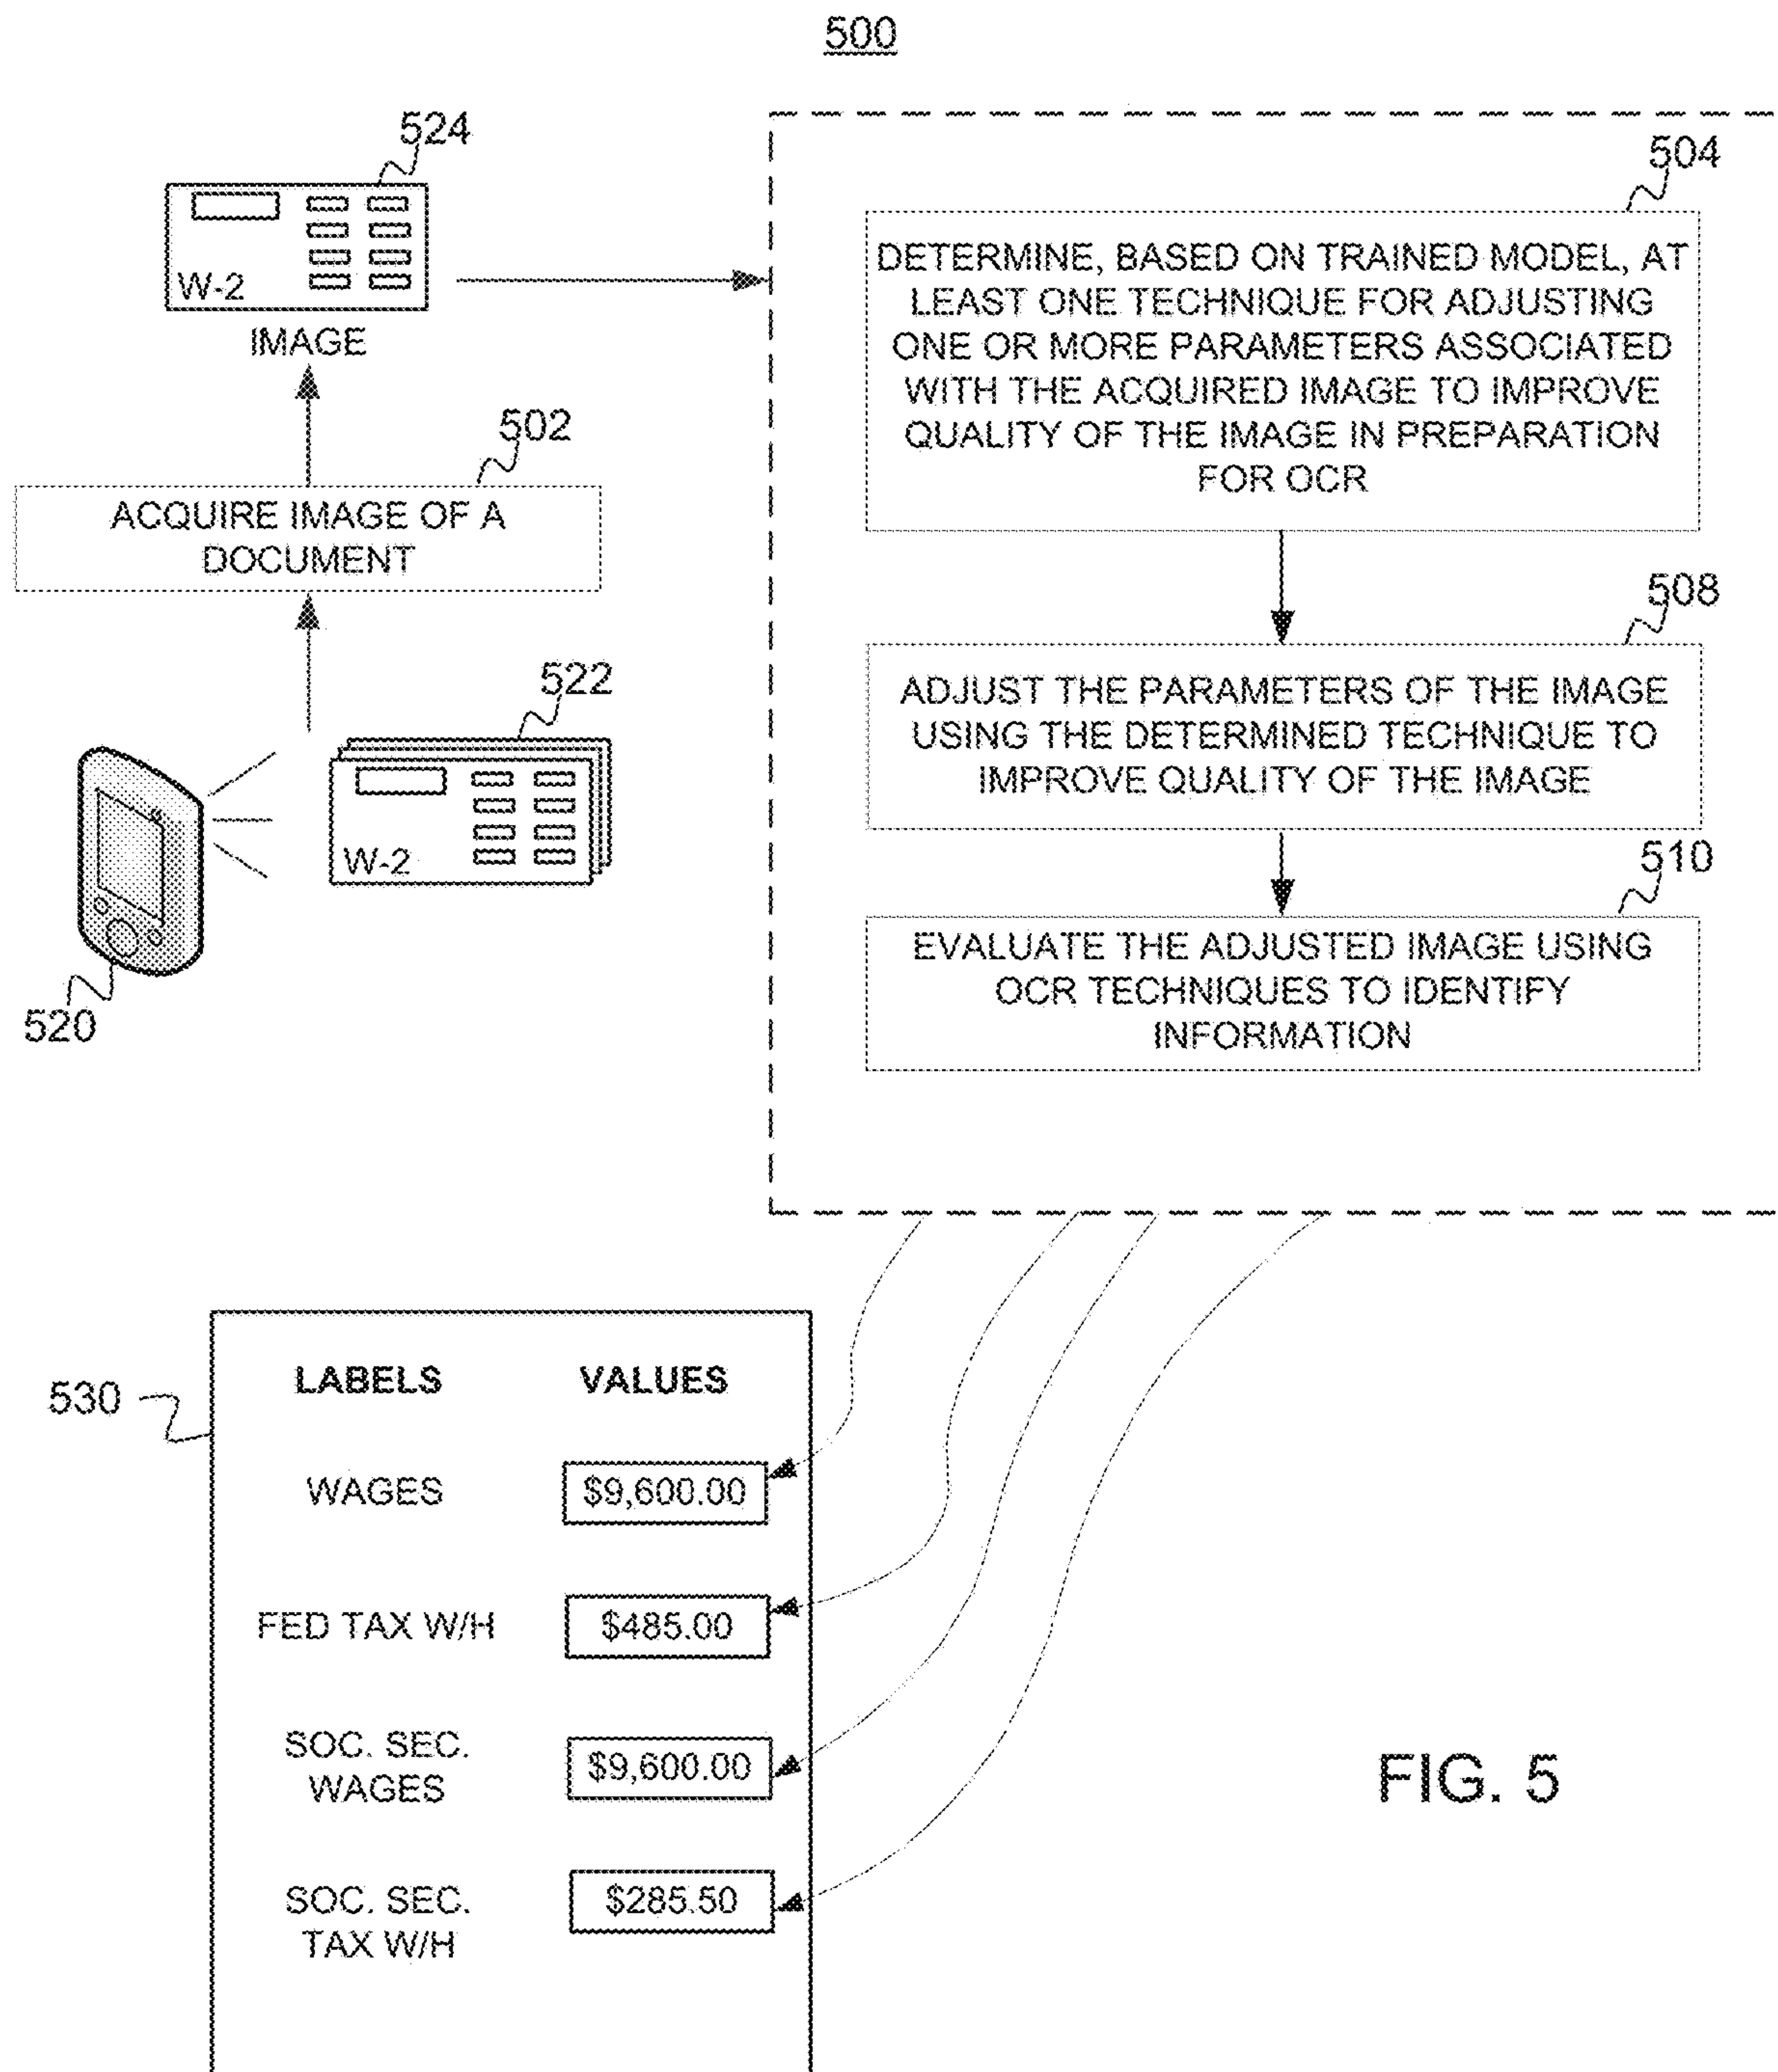 500
524
W-2
IMAGE
502
ACQUIRE IMAGE OF A
DOCUMENT
522
W-2
520
504
DETERMINE, BASED ON TRAINED MODEL, AT
LEAST ONE TECHNIQUE FOR ADJUSTING
ONE OR MORE PARAMETERS ASSOCIATED
WITH THE ACQUIRED IMAGE TO IMPROVE
QUALITY OF THE IMAGE IN PREPARATION
FOR OCR
508
ADJUST THE PARAMETERS OF THE IMAGE
USING THE DETERMINED TECHNIQUE TO
IMPROVE QUALITY OF THE IMAGE
510
EVALUATE THE ADJUSTED IMAGE USING
OCR TECHNIQUES TO IDENTIFY
INFORMATION
530
LABELS VALUES
WAGES $9,600.00
FED TAX W/H $485.00
SOC. SEC.
WAGES $9,600.00
SOC. SEC.
TAX W/H $285.50
FIG. 5